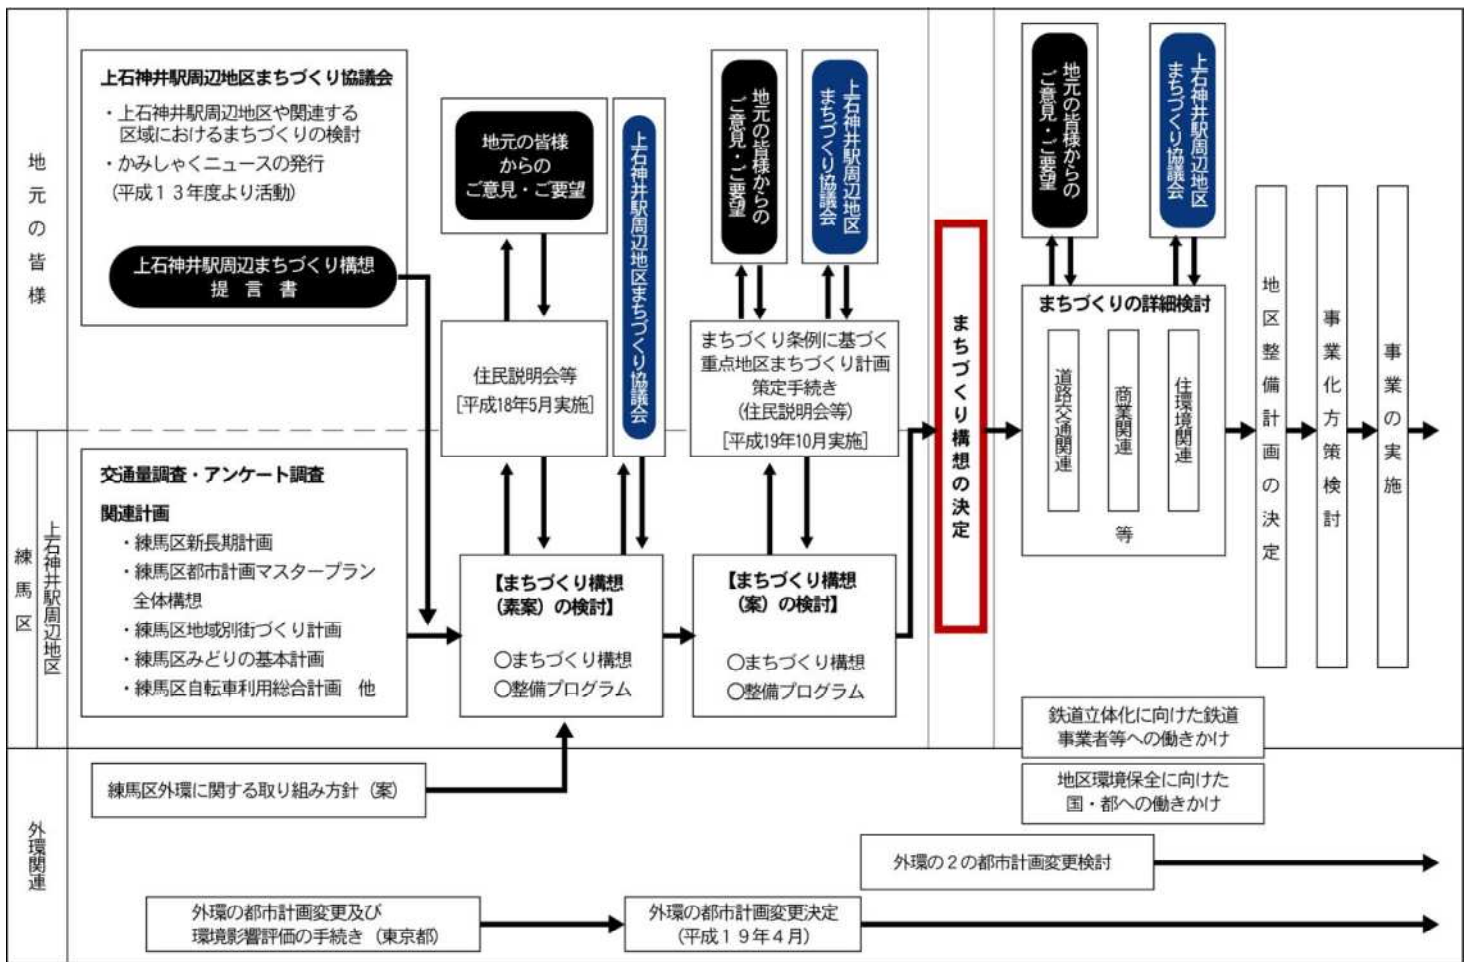 地元の皆様
上石神井駅周辺地区まちづくり協議会
・上石神井駅周辺地区や関連する
区域におけるまちづくりの検討
・かみしゃくニュースの発行
(平成13年度より活動)
上石神井駅周辺まちづくり構想
提言書
地元の皆様
からの
ご意見・ご要望
上石神井駅周辺地区まちづくり協議会
住民説明会等
[平成18年5月実施]
地元の皆様からの
ご意見・ご要望
上石神井駅周辺地区
まちづくり協議会
まちづくり条例に基づく
重点地区まちづくり計画
策定手続き
(住民説明会等)
[平成19年10月実施]
まちづくり構想の決定
地元の皆様からの
ご意見・ご要望
上石神井駅周辺地区
まちづくり協議会
まちづくりの詳細検討
道路交通関連
商業関連
住環境関連
等
地区整備計画の決定
事業化方策検討
事業の実施
練馬区
上石神井駅周辺地区
交通量調査・アンケート調査
関連計画
・練馬区新長期計画
・練馬区都市計画マスタープラン
全体構想
・練馬区地域別街づくり計画
・練馬区みどりの基本計画
・練馬区自転車利用総合計画　他
【まちづくり構想
(素案)の検討】
○まちづくり構想
○整備プログラム
【まちづくり構想
(案)の検討】
○まちづくり構想
○整備プログラム
鉄道立体化に向けた鉄道
事業者等への働きかけ
外環関連
練馬区外環に関する取り組み方針(案)
地区環境保全に向けた
国・都への働きかけ
外環の2の都市計画変更検討
外環の都市計画変更及び
環境影響評価の手続き(東京都)
外環の都市計画変更決定
(平成19年4月)